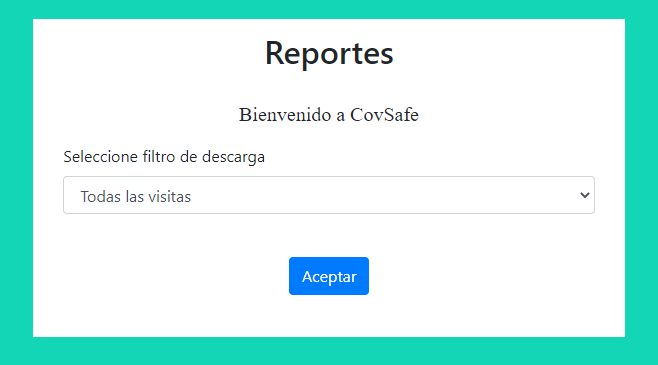 Reportes
Bienvenido a CovSafe
Seleccione filtro de descarga
Todas las visitas
Aceptar